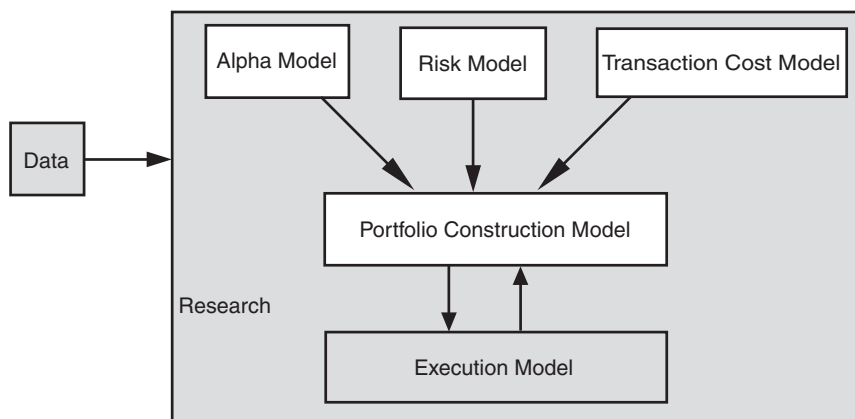 Alpha Model
Risk Model
Transaction Cost Model
Data
Portfolio Construction Model
Research
Execution Model